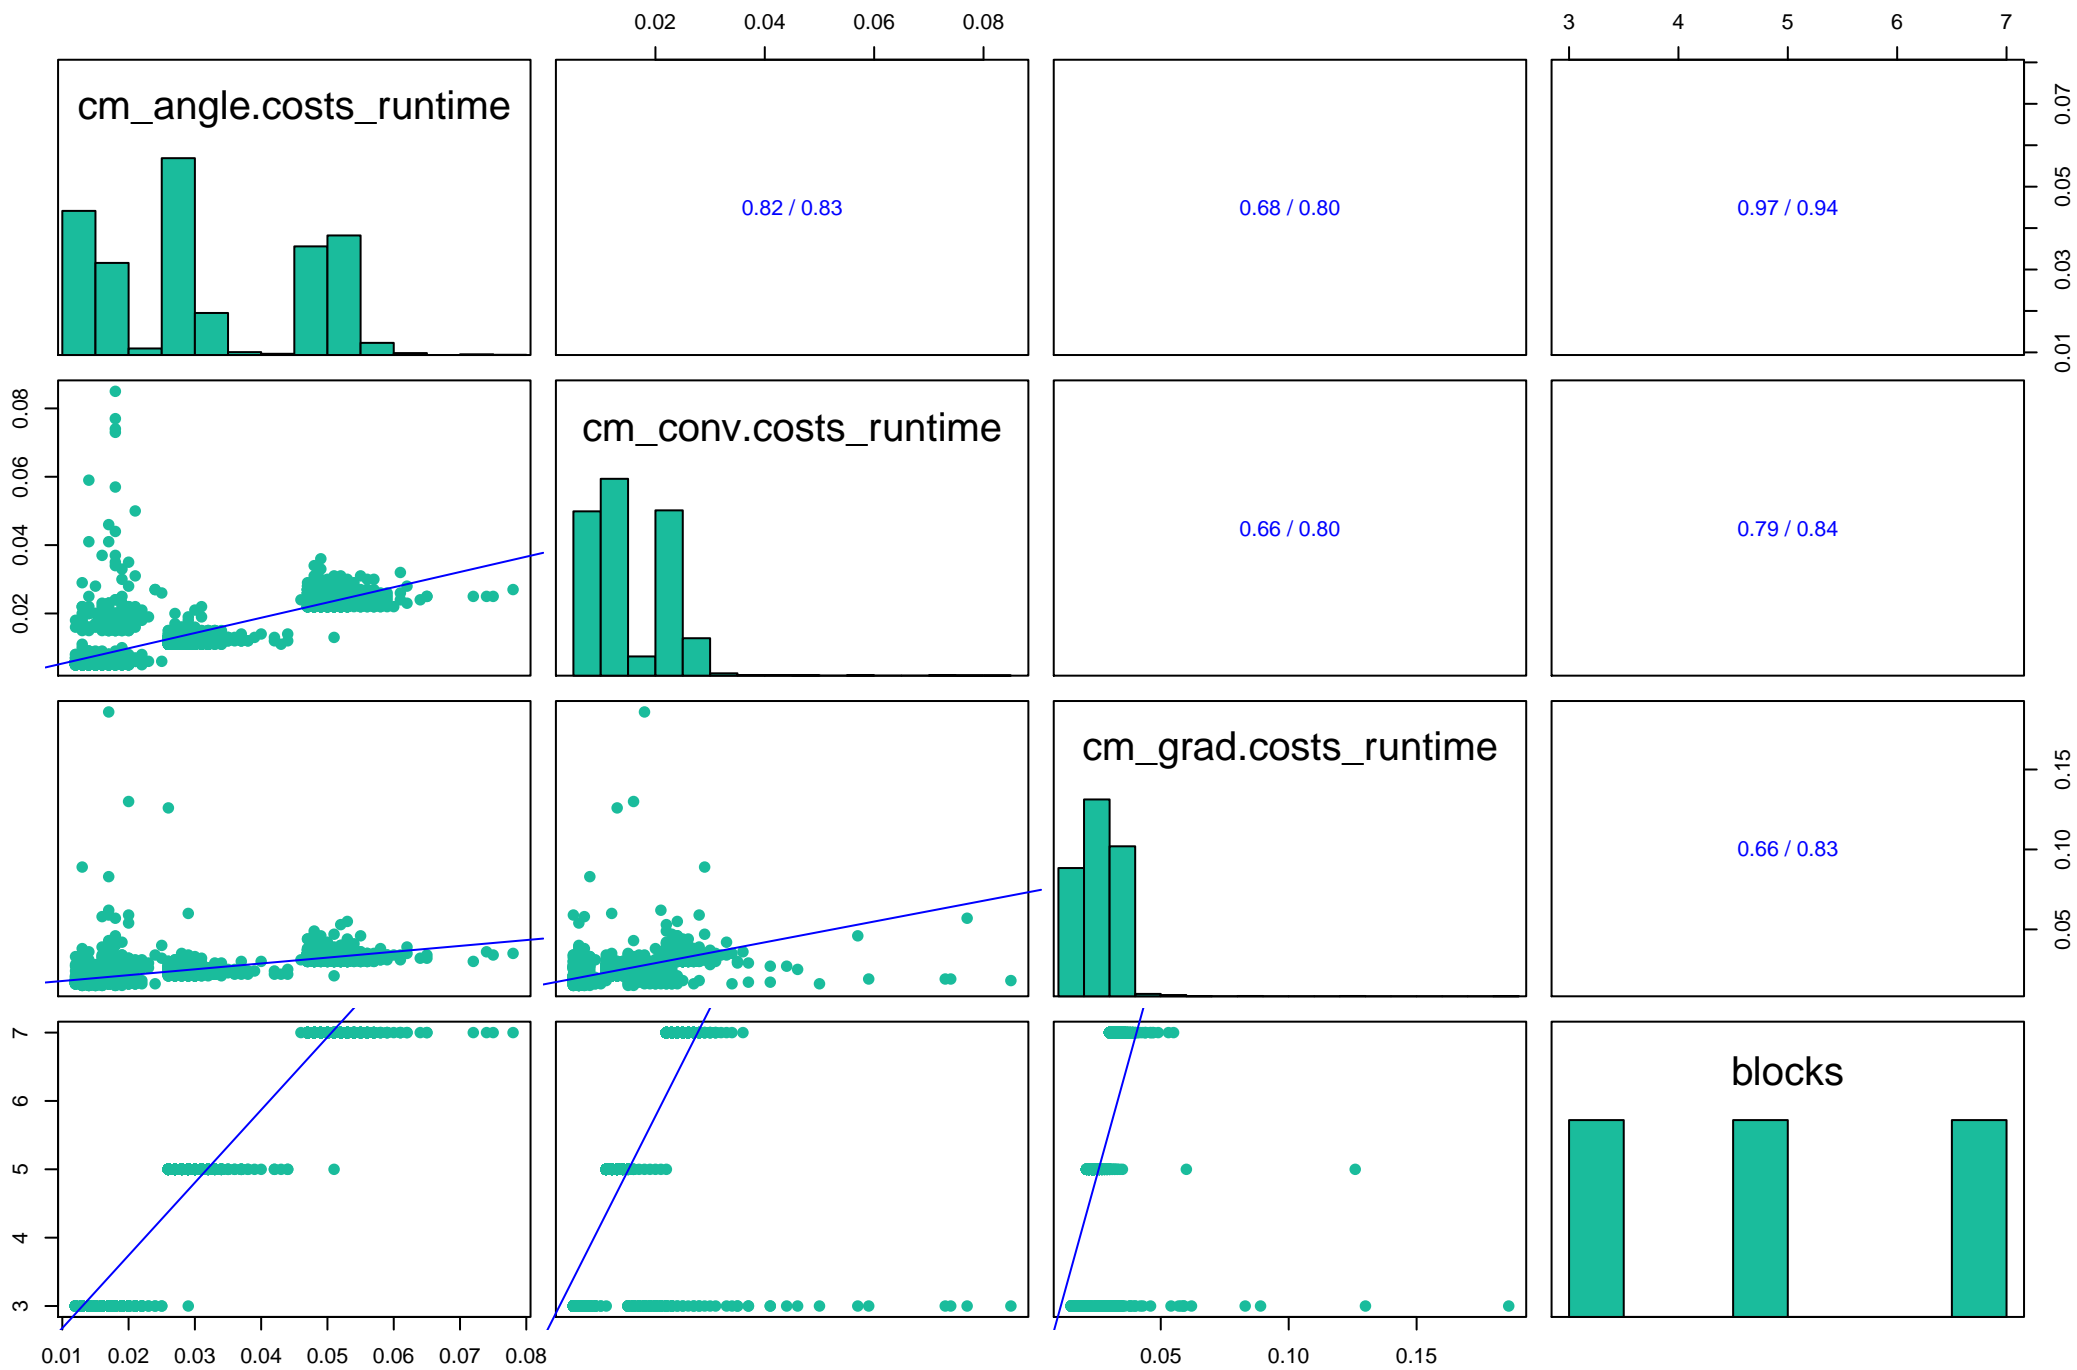 0.02 0.04 0.06 0.08 3 4 5 6 7
cm_angle.costs_runtime
0.82 / 0.83
0.68 / 0.80
0.97 / 0.94
0.01 0.03 0.05 0.07
0.02 0.04 0.06 0.08
cm_conv.costs_runtime
0.66 / 0.80
0.79 / 0.84
cm_grad.costs_runtime
0.66 / 0.83
0.05 0.10 0.15
3 4 5 6 7
blocks
0.01 0.02 0.03 0.04 0.05 0.06 0.07 0.08 0.05 0.10 0.15